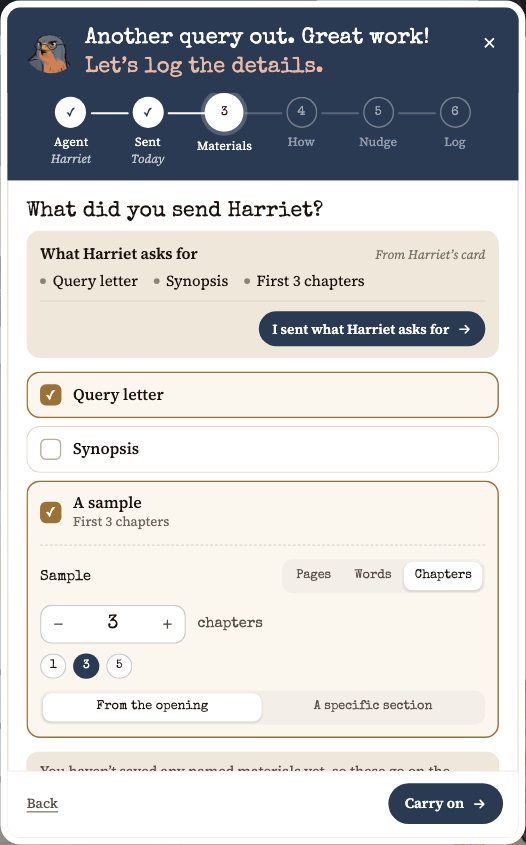 Another query out. Great work!
Let's log the details.
✕
✓ ✓ 3 4 5 6
Agent Sent Materials How Nudge Log
Harriet Today
What did you send Harriet?
What Harriet asks for From Harriet's card
• Query letter • Synopsis • First 3 chapters
I sent what Harriet asks for →
Query letter
Synopsis
A sample
First 3 chapters
Sample Pages Words Chapters
− 3 + chapters
1 3 5
From the opening A specific section
You haven't saved any named materials yet, so these go on the
Back Carry on →